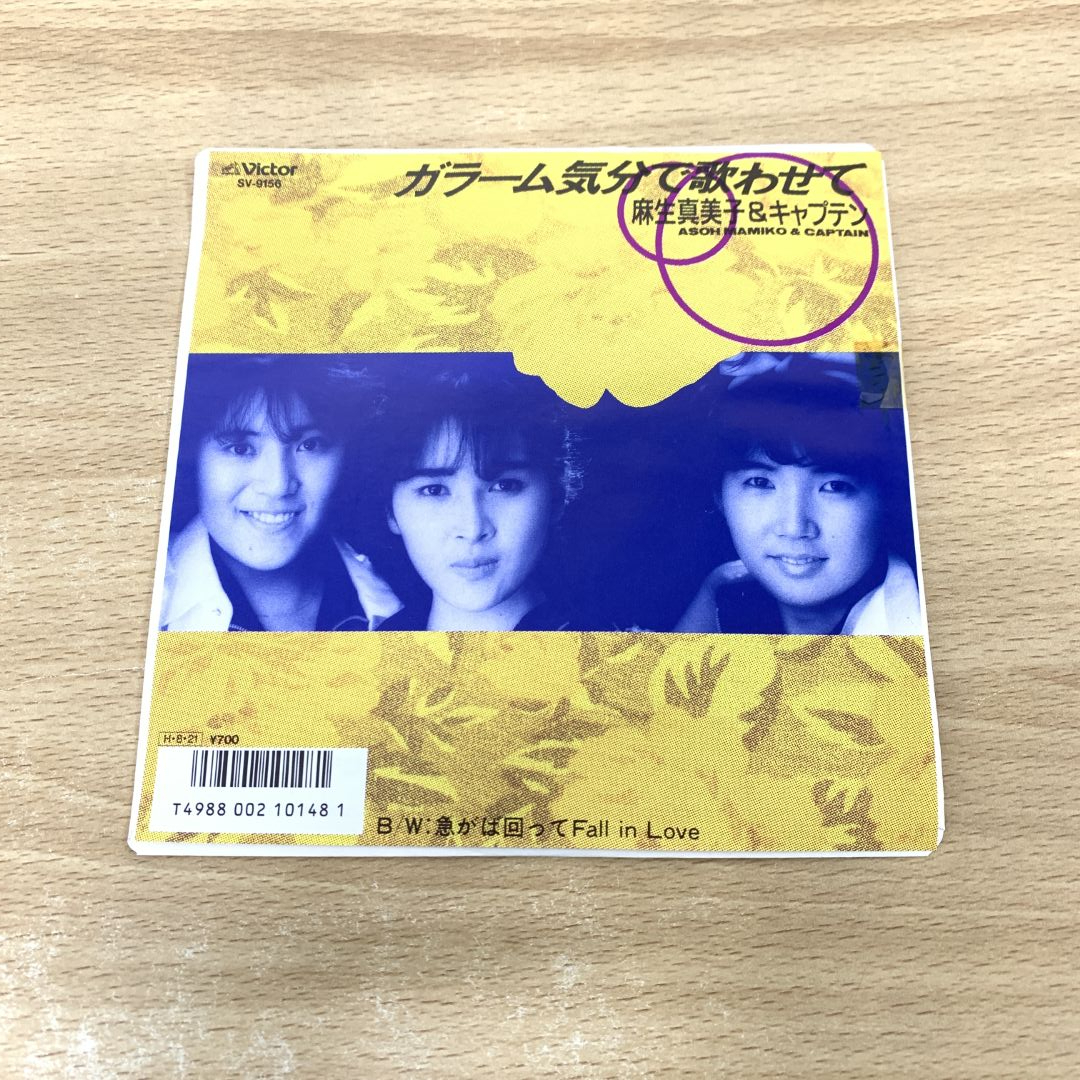 Victor
SV-9156
ガラーム気分で歌わせて
麻生真美子&キャプテン
ASOH MAMIKO & CAPTAIN
H・8・21 ¥700
T4988 002 10148 1
B/W:急がば回ってFall in Love